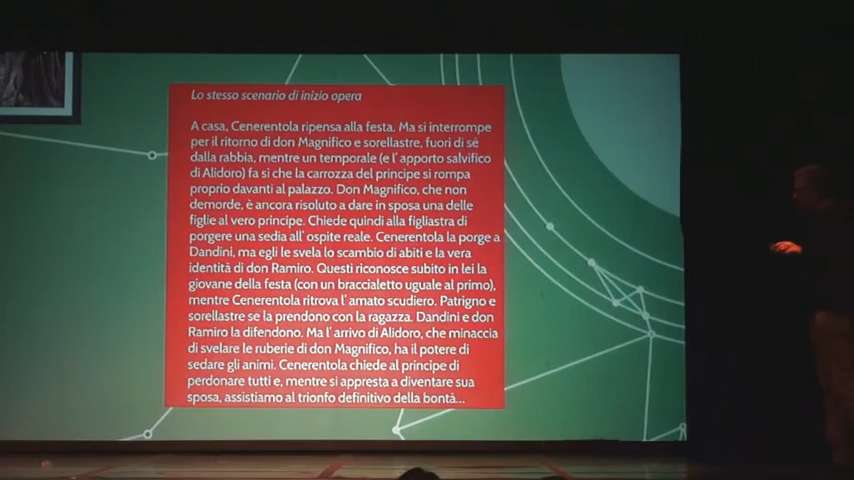 Lo stesso scenario di inizio opera
A casa, Cenerentola ripensa alla festa. Ma si interrompe
per il ritorno di don Magnifico e sorellastre, fuori di sé
dalla rabbia, mentre un temporale (e l'apporto salvifico
di Alidoro) fa sì che la carrozza del principe si rompa
proprio davanti al palazzo. Don Magnifico, che non
demorde, è ancora risoluto a dare in sposa una delle
figlie al vero principe. Chiede quindi alla figliastra di
porgere una sedia all'ospite reale. Cenerentola la porge a
Dandini, ma egli le svela lo scambio di abiti e la vera
identità di don Ramiro. Questi riconosce subito in lei la
giovane della festa (con un braccialetto uguale al primo),
mentre Cenerentola ritrova l'amato scudiero. Patrigno e
sorellastre se la prendono con la ragazza. Dandini e don
Ramiro la difendono. Ma l'arrivo di Alidoro, che minaccia
di svelare le ruberie di don Magnifico, ha il potere di
sedare gli animi. Cenerentola chiede al principe di
perdonare tutti e, mentre si appresta a diventare sua
sposa, assistiamo al trionfo definitivo della bontà...